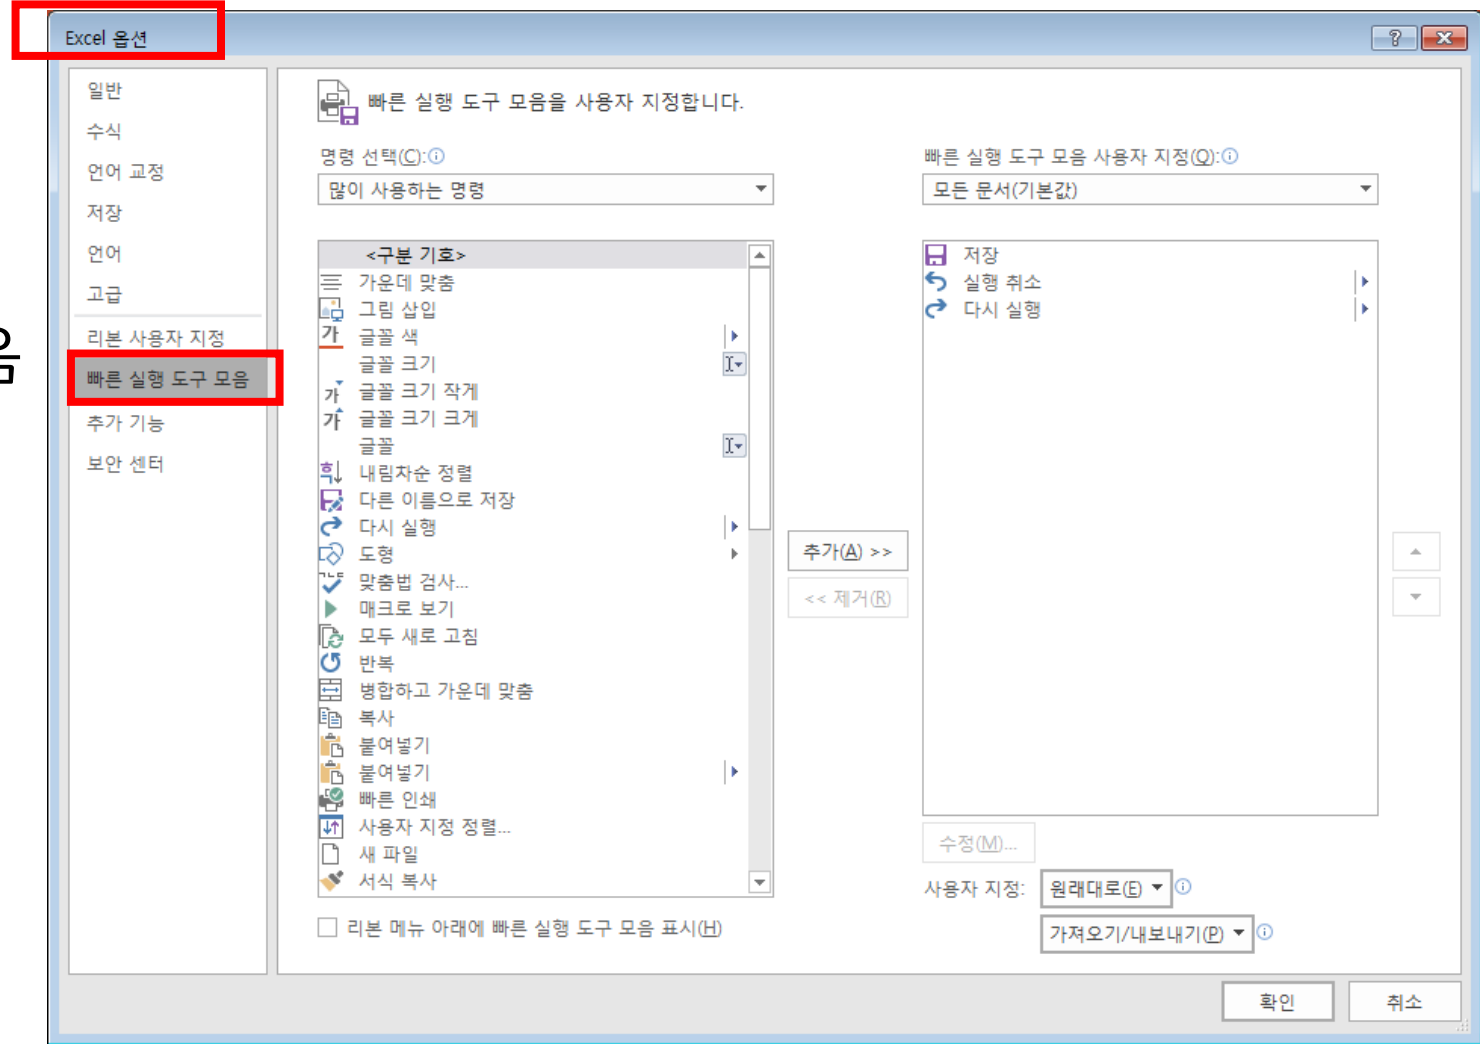 Excel 옵션
일반
수식
언어 교정
저장
언어
고급
리본 사용자 지정
빠른 실행 도구 모음
추가 기능
보안 센터
빠른 실행 도구 모음을 사용자 지정합니다.
명령 선택(C):
많이 사용하는 명령
<구분 기호>
가운데 맞춤
그림 삽입
글꼴 색
글꼴 크기
글꼴 크기 작게
글꼴 크기 크게
글꼴
내림차순 정렬
다른 이름으로 저장
다시 실행
도형
맞춤법 검사...
매크로 보기
모두 새로 고침
반복
병합하고 가운데 맞춤
복사
붙여넣기
붙여넣기
빠른 인쇄
사용자 지정 정렬...
새 파일
서식 복사
리본 메뉴 아래에 빠른 실행 도구 모음 표시(H)
추가(A) >>
<< 제거(R)
빠른 실행 도구 모음 사용자 지정(Q):
모든 문서(기본값)
저장
실행 취소
다시 실행
수정(M)...
사용자 지정: 원래대로(E)
가져오기/내보내기(P)
확인 취소